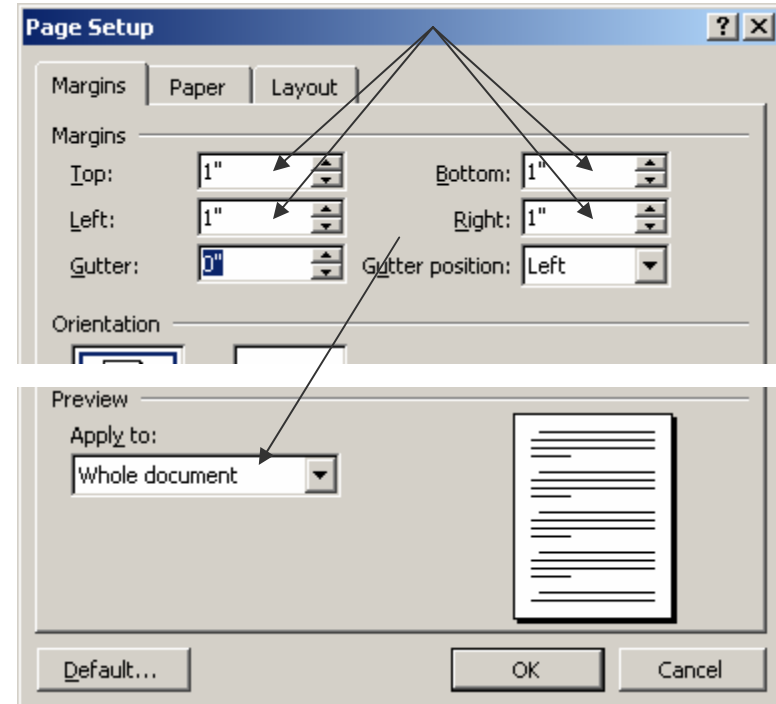 Page Setup
Margins Paper Layout
Margins
Top: 1" Bottom: 1"
Left: 1" Right: 1"
Gutter: 0" Gutter position: Left
Orientation
Preview
Apply to:
Whole document
Default... OK Cancel